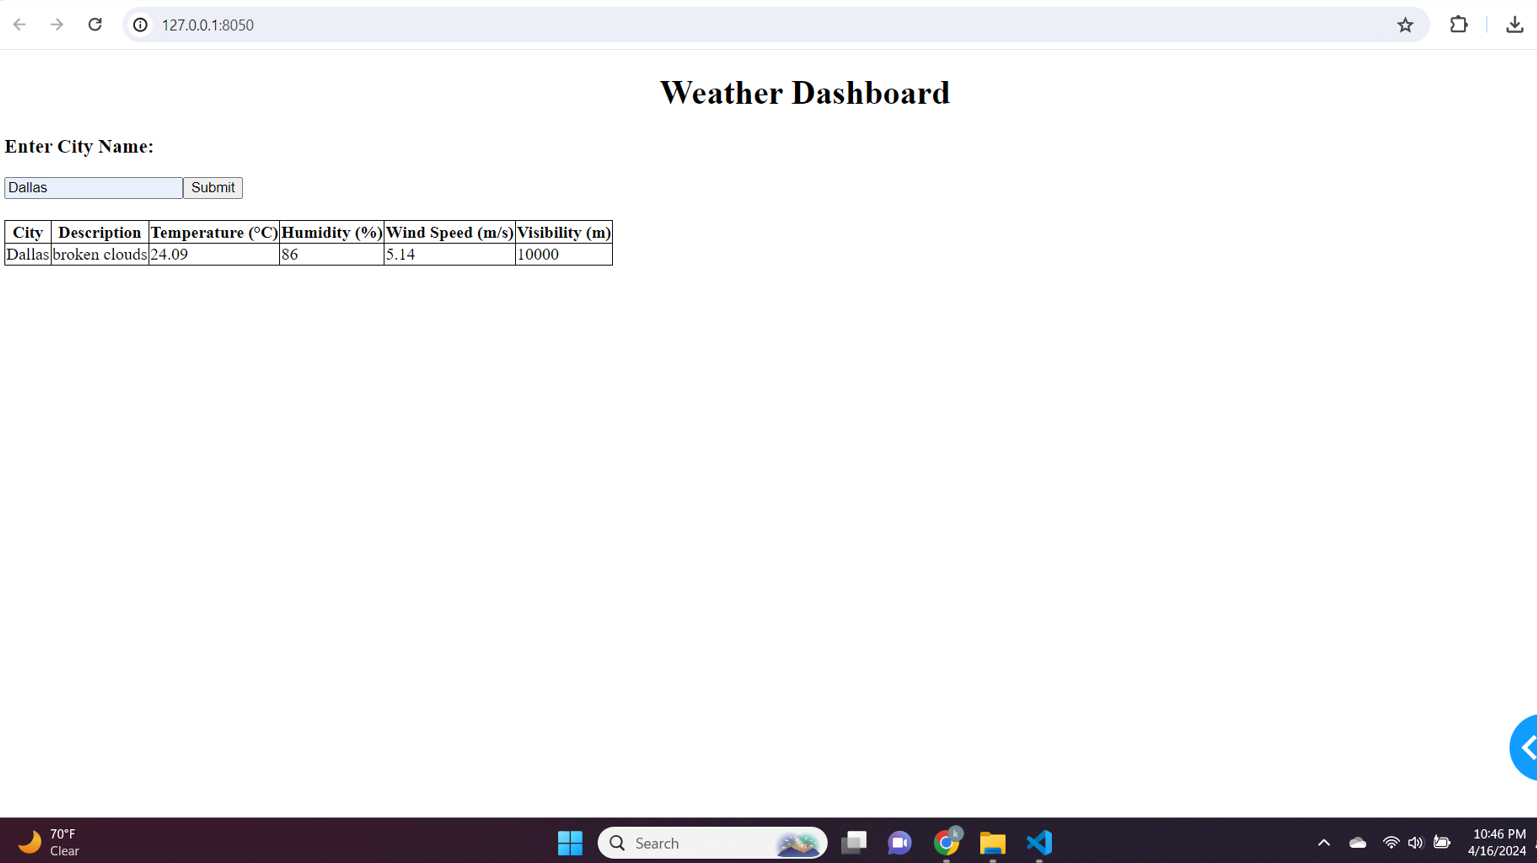 127.0.0.1:8050
Weather Dashboard
Enter City Name:
Dallas Submit
City Description Temperature (°C) Humidity (%) Wind Speed (m/s) Visibility (m)
Dallas broken clouds 24.09 86 5.14 10000
70°F
Clear
Search
k
10:46 PM
4/16/2024